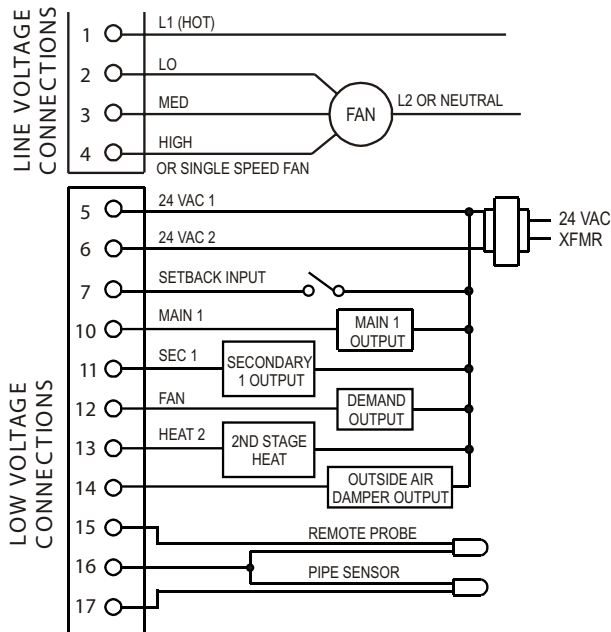 LINE VOLTAGE
CONNECTIONS
1
L1 (HOT)
2
LO
3
MED
FAN
L2 OR NEUTRAL
4
HIGH
OR SINGLE SPEED FAN
LOW VOLTAGE
CONNECTIONS
5
24 VAC 1
24 VAC
XFMR
6
24 VAC 2
7
SETBACK INPUT
10
MAIN 1
MAIN 1
OUTPUT
11
SEC 1
SECONDARY
1 OUTPUT
12
FAN
DEMAND
OUTPUT
13
HEAT 2
2ND STAGE
HEAT
14
OUTSIDE AIR
DAMPER OUTPUT
15
REMOTE PROBE
16
PIPE SENSOR
17